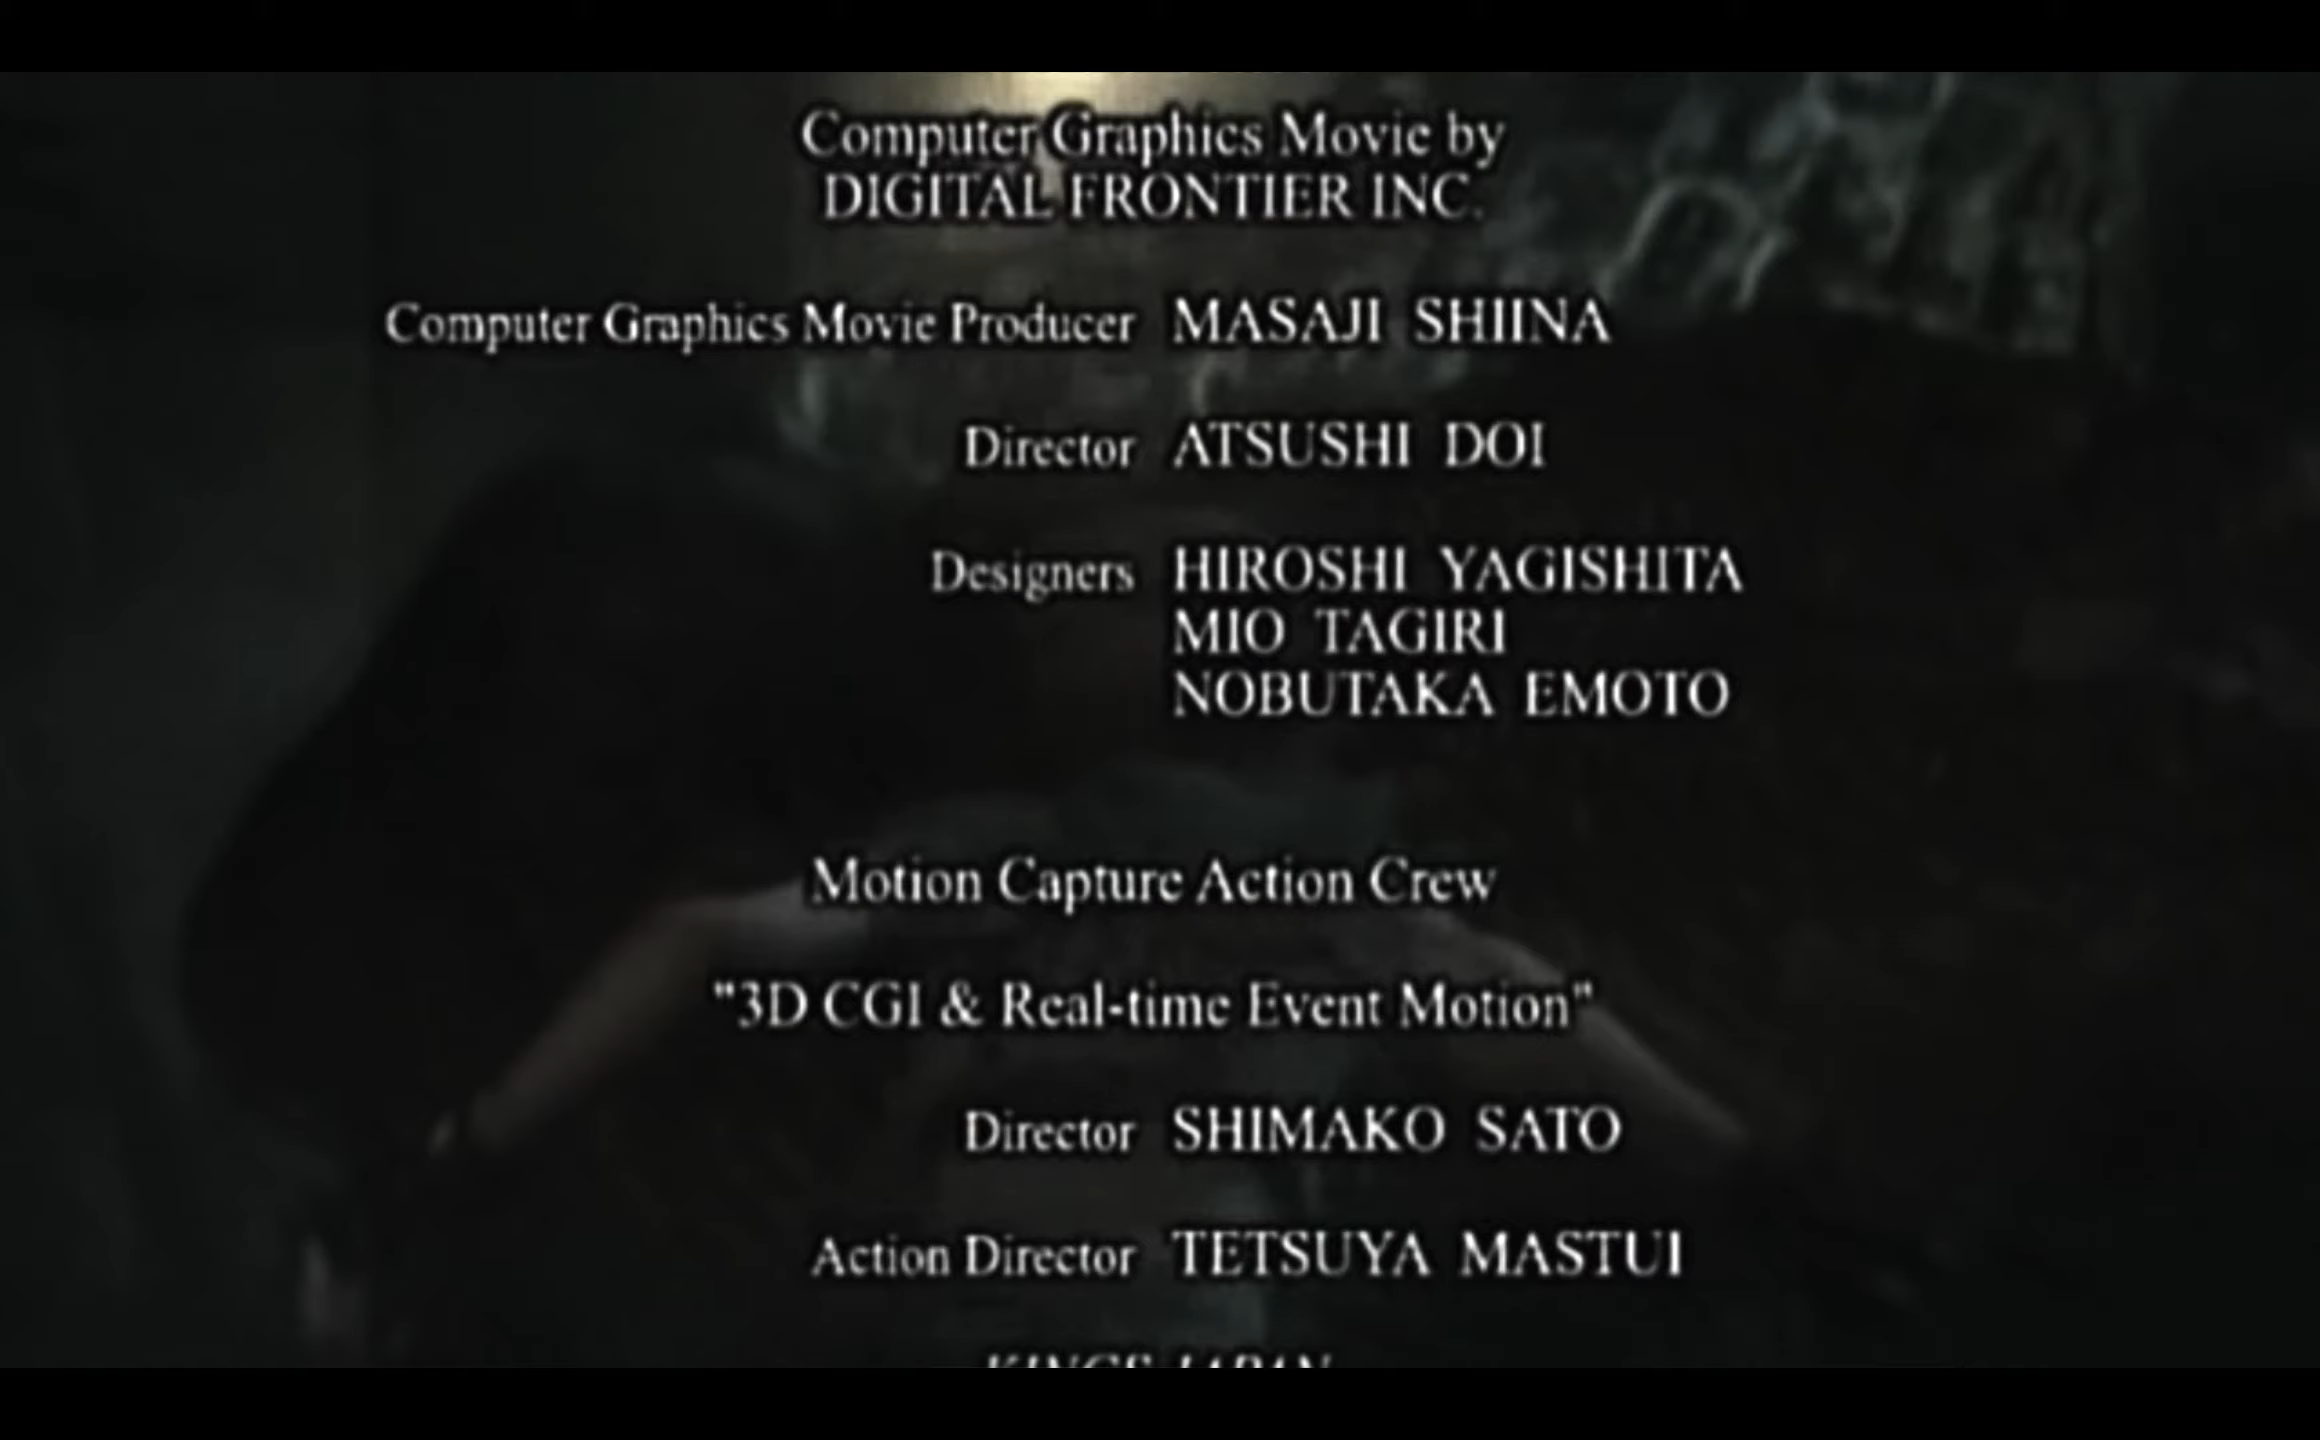 Computer Graphics Movie by
DIGITAL FRONTIER INC.
Computer Graphics Movie Producer MASAJI SHIINA
Director ATSUSHI DOI
Designers HIROSHI YAGISHITA
MIO TAGIRI
NOBUTAKA EMOTO
Motion Capture Action Crew
"3D CGI & Real-time Event Motion"
Director SHIMAKO SATO
Action Director TETSUYA MASTUI
KINGS JAPAN